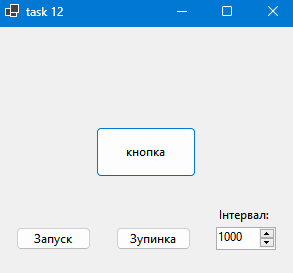 task 12
кнопка
Інтервал:
Запуск
Зупинка
1000